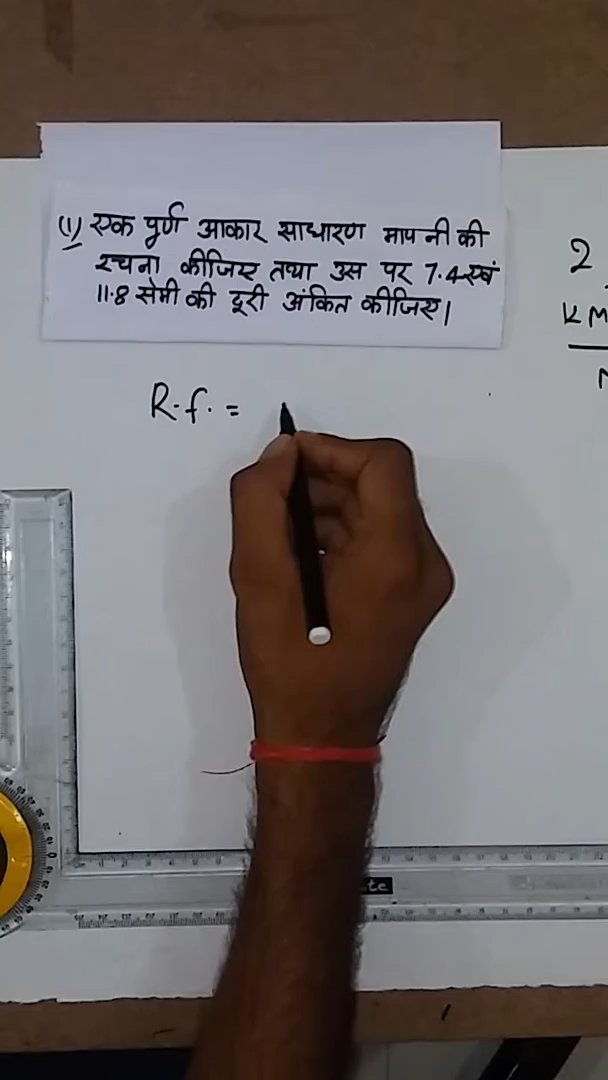 (1) एक पूर्ण आकार साधारण मापनी की
रचना कीजिए तथा उस पर 7.4 एवं
11.8 सेमी की दूरी अंकित कीजिए।
R.f. =
2
KM